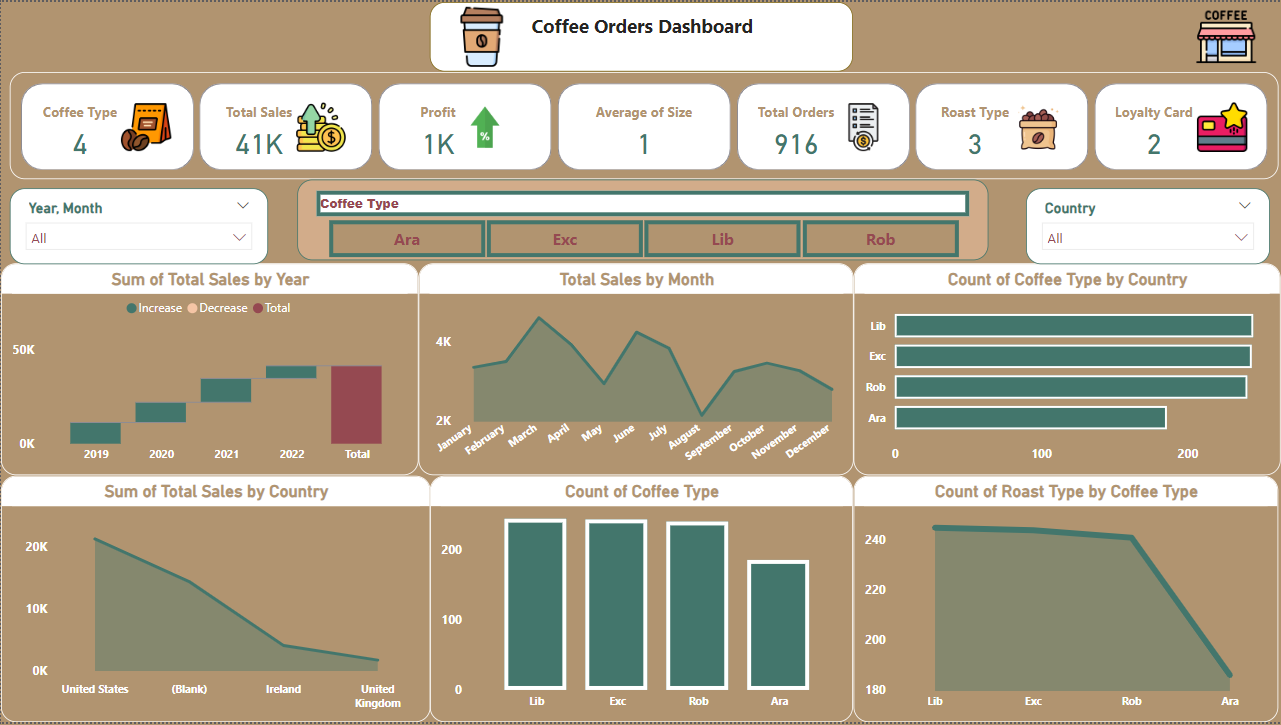 Coffee Orders Dashboard
COFFEE
Coffee Type
4
Total Sales
41K
Profit
1K
%
Average of Size
1
Total Orders
916
Roast Type
3
Loyalty Card
2
Year, Month
All
Coffee Type
Ara Exc Lib Rob
Country
All
Sum of Total Sales by Year
Increase Decrease Total
50K
0K
2019 2020 2021 2022 Total
Total Sales by Month
4K
2K
January February March April May June July August September October November December
Count of Coffee Type by Country
Lib
Exc
Rob
Ara
0 100 200
Sum of Total Sales by Country
20K
10K
0K
United States (Blank) Ireland United
Kingdom
Count of Coffee Type
200
100
0
Lib Exc Rob Ara
Count of Roast Type by Coffee Type
240
220
200
180
Lib Exc Rob Ara